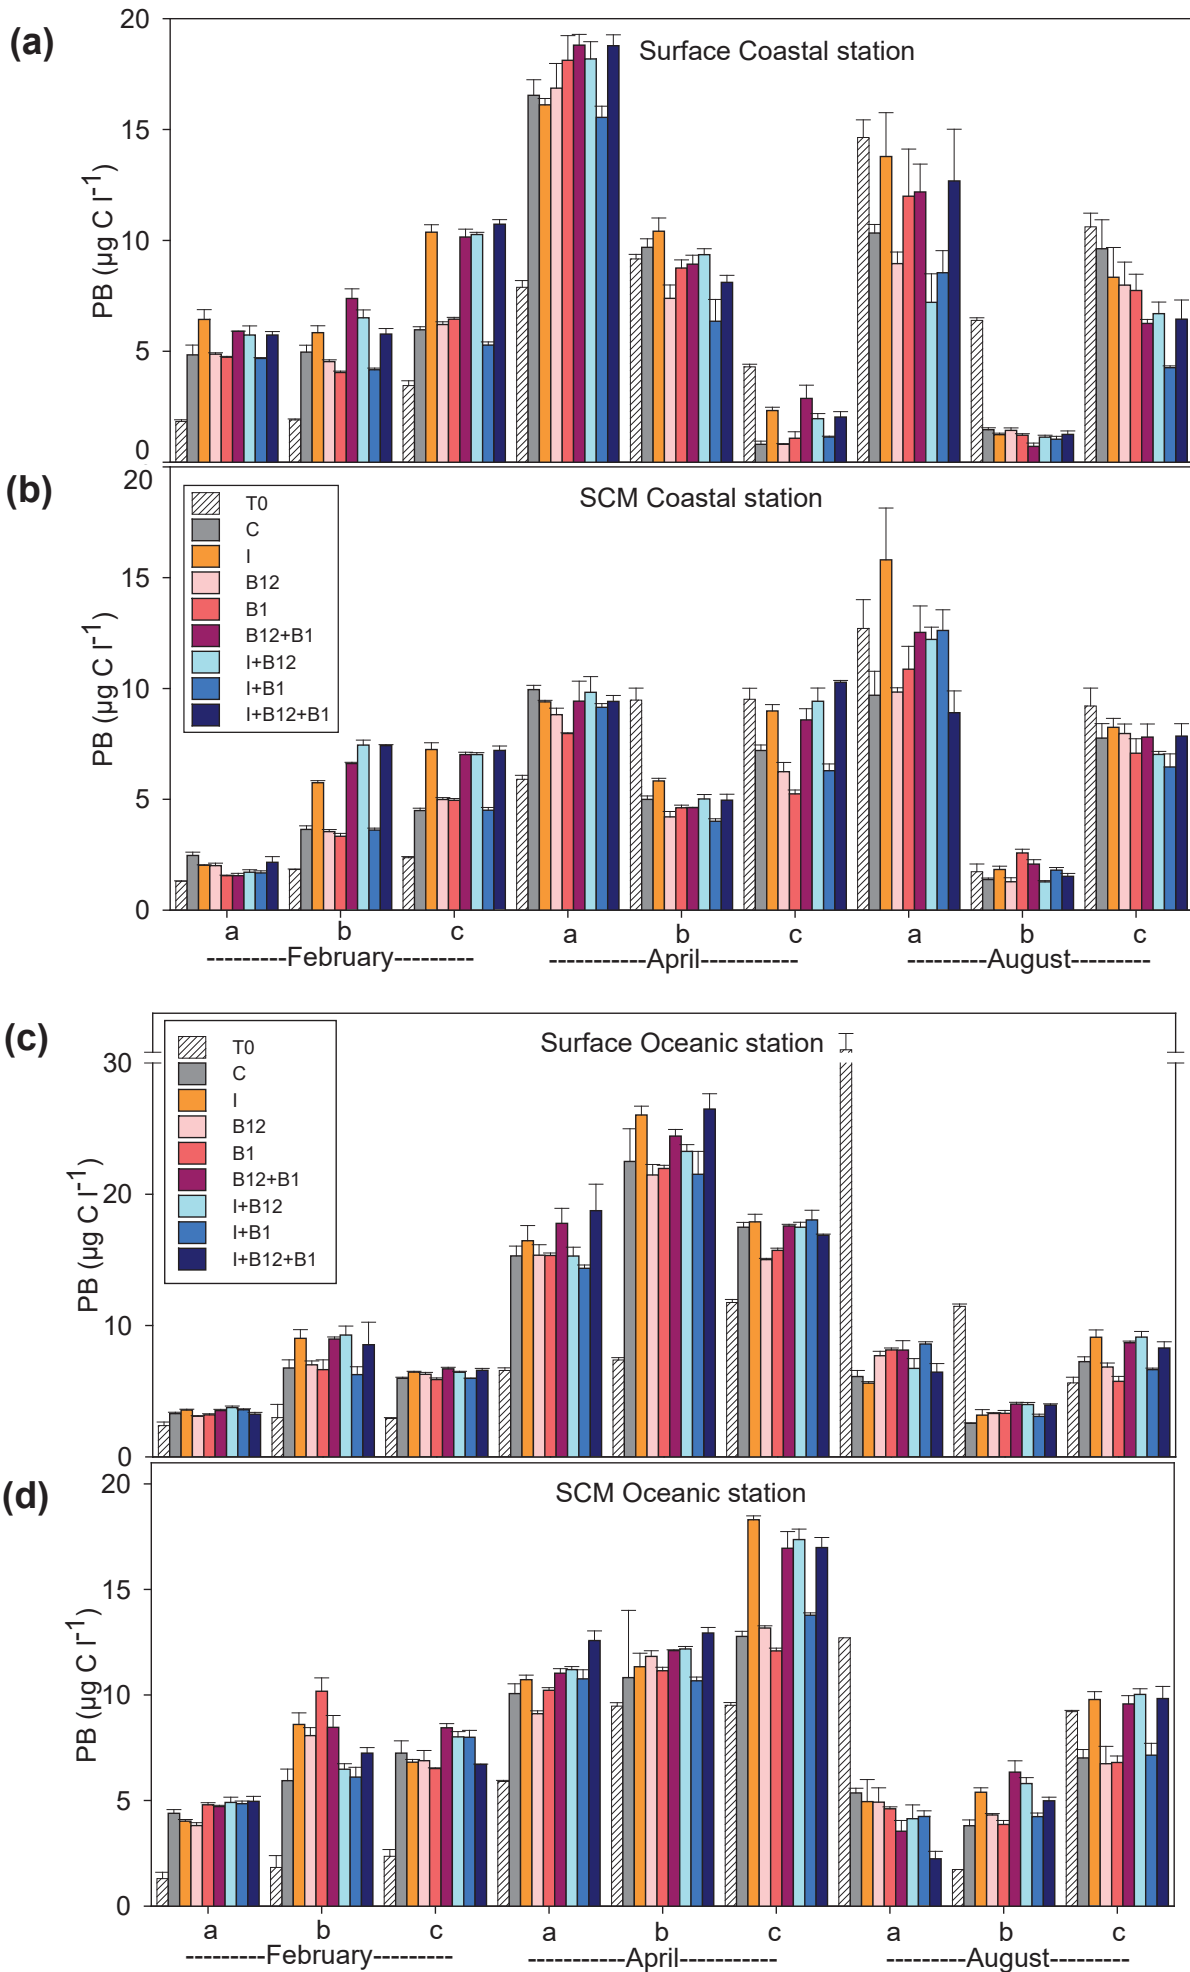 (a)
Surface Coastal station
20
15
10
5
0
PB (µg C l-1)
(b)
SCM Coastal station
20
15
10
5
0
PB (µg C l-1)
T0
C
I
B12
B1
B12+B1
I+B12
I+B1
I+B12+B1
a b c a b c a b c
---------February--------- -----------April----------- ---------August---------
(c)
Surface Oceanic station
30
20
10
0
PB (µg C l-1)
T0
C
I
B12
B1
B12+B1
I+B12
I+B1
I+B12+B1
(d)
SCM Oceanic station
20
15
10
5
0
PB (µg C l-1)
a b c a b c a b c
---------February--------- -----------April----------- ---------August---------